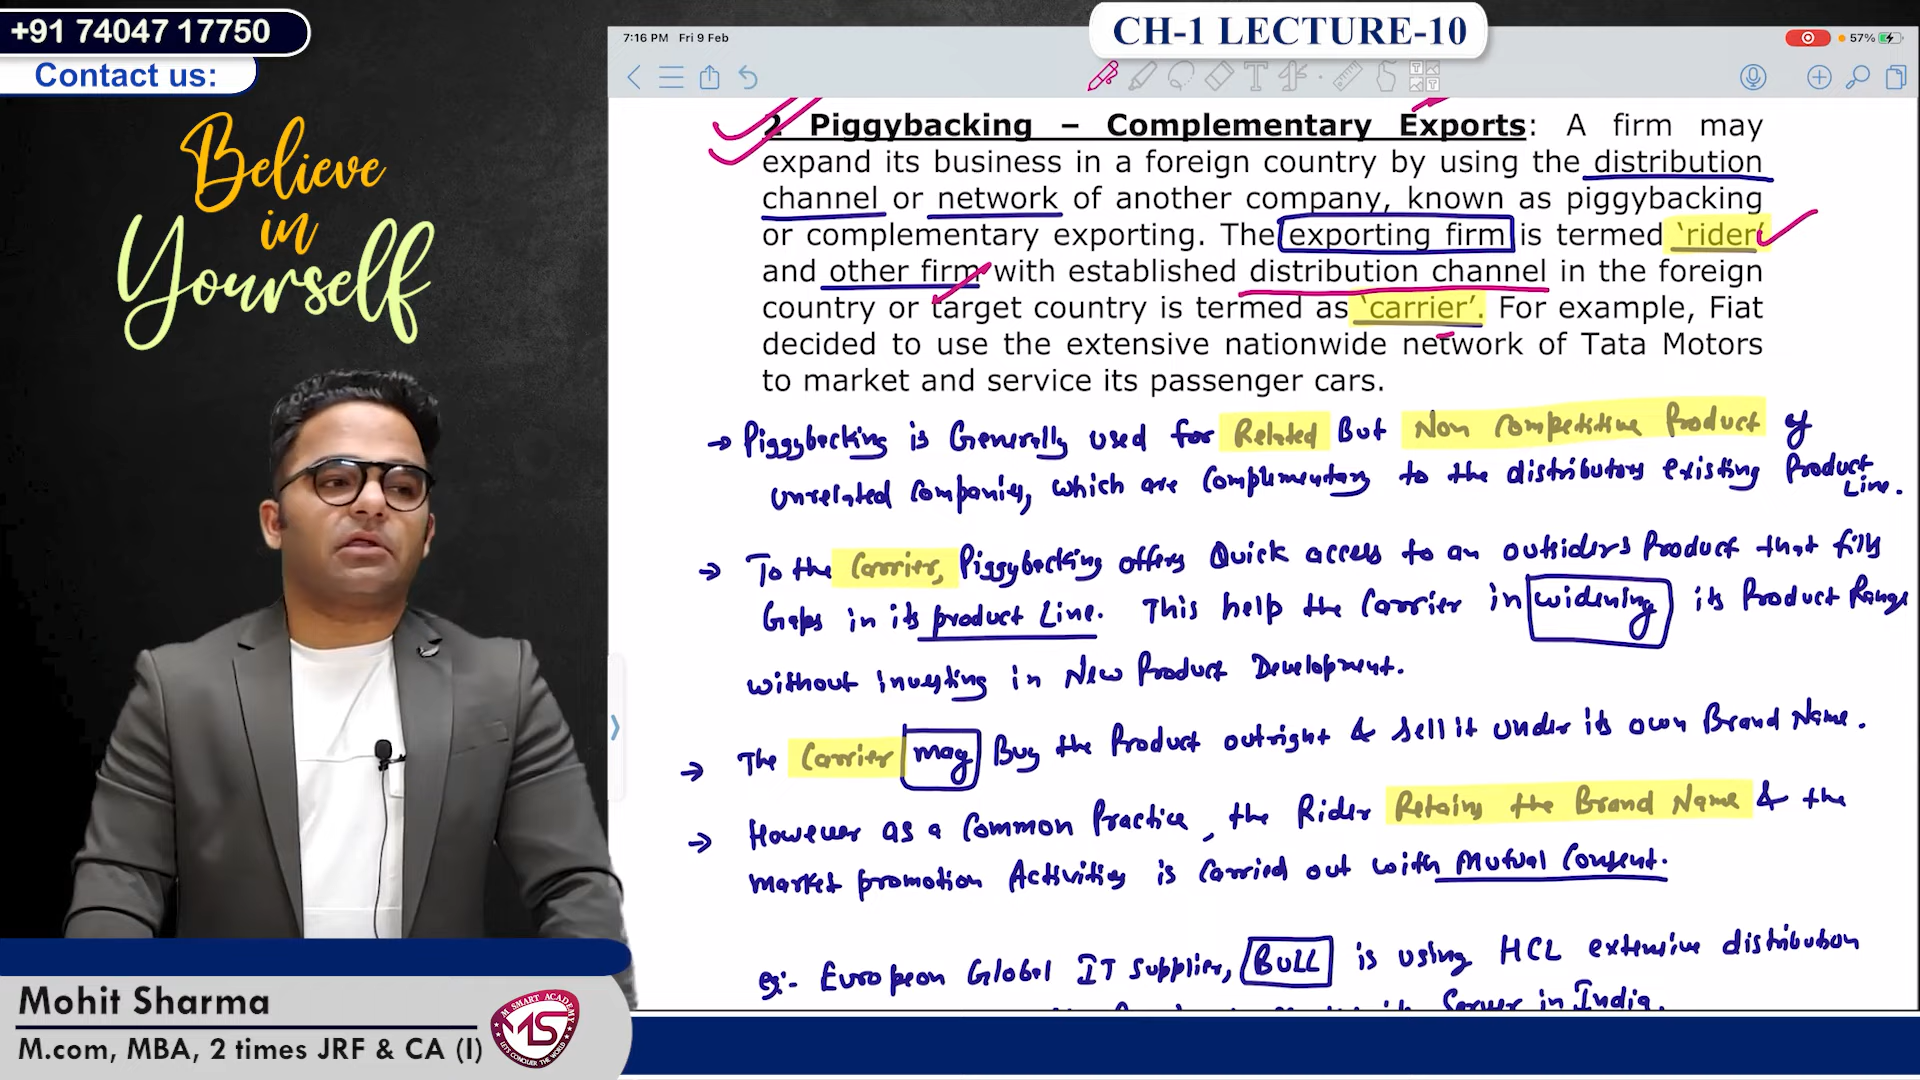 +91 74047 17750
Contact us:
Believe
in
Yourself
CH-1 LECTURE-10
7:16 PM Fri 9 Feb
57%
2 Piggybacking – Complementary Exports: A firm may
expand its business in a foreign country by using the distribution
channel or network of another company, known as piggybacking
or complementary exporting. The exporting firm is termed ‘rider’
and other firm with established distribution channel in the foreign
country or target country is termed as ‘carrier’. For example, Fiat
decided to use the extensive nationwide network of Tata Motors
to market and service its passenger cars.
→ Piggybacking is Generally used for Related But Non Competitive Product of
unrelated companies, which are complimentary to the distributors existing Product
Line.
→ To the Carrier, Piggybacking offers Quick access to an outsiders Product that fills
Gaps in its product Line. This help the Carrier in widening its Product Range
without investing in New Product Development.
→ The Carrier may Buy the Product outright & sell it under its own Brand Name.
→ However as a Common Practice, the Rider Retains the Brand Name & the
market promotion Activities is carried out with mutual Consent.
eg:- European Global IT supplier, BULL is using HCL extensive distribution
Server in India.
Mohit Sharma
M.com, MBA, 2 times JRF & CA (I)
M SMART ACADEMY
MS
LET'S CONQUER THE WORLD